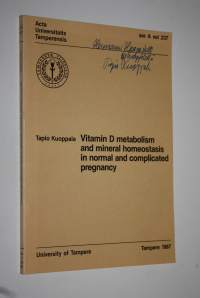 Acta
Universitatis
Tamperensis
ser. A vol. 237
Tapio Kuoppala
Vitamin D metabolism
and mineral homeostasis
in normal and complicated
pregnancy
University of Tampere
Tampere 1987